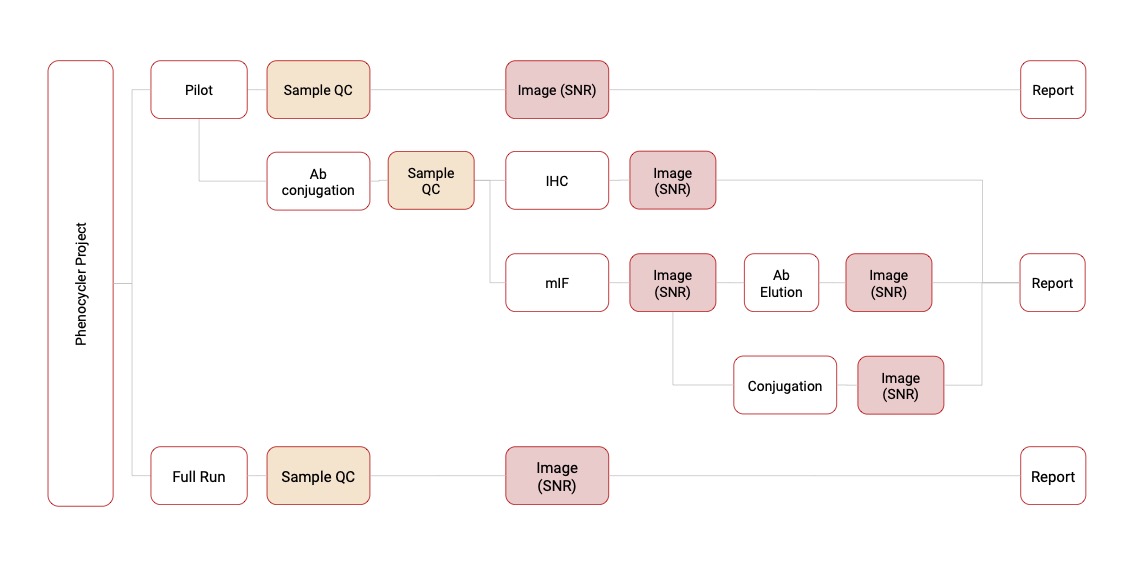 Phenocycler Project
Pilot
Sample QC
Image (SNR)
Report
Ab
conjugation
Sample
QC
IHC
Image
(SNR)
mIF
Image
(SNR)
Ab
Elution
Image
(SNR)
Report
Conjugation
Image
(SNR)
Full Run
Sample QC
Image
(SNR)
Report